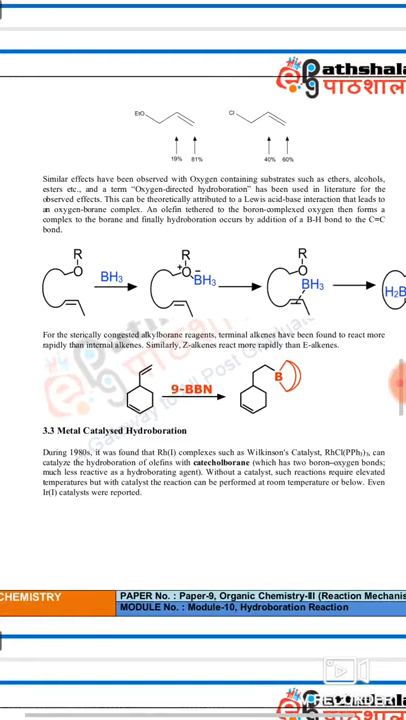 athshala
पाठशाल
EtO
Cl
19% 81%
40% 60%
Similar effects have been observed with Oxygen containing substrates such as ethers, alcohols,
esters etc., and a term “Oxygen-directed hydroboration” has been used in literature for the
observed effects. This can be theoretically attributed to a Lewis acid-base interaction that leads to
an oxygen-borane complex. An olefin tethered to the boron-complexed oxygen then forms a
complex to the borane and finally hydroboration occurs by addition of a B-H bond to the C=C
bond.
R
O
BH3
R
+ O –
BH3
R
O
BH3
H2B
For the sterically congested alkylborane reagents, terminal alkenes have been found to react more
rapidly than internal alkenes. Similarly, Z-alkenes react more rapidly than E-alkenes.
9-BBN
B
Gateway to All Post Graduate
3.3 Metal Catalysed Hydroboration
During 1980s, it was found that Rh(I) complexes such as Wilkinson's Catalyst, RhCl(PPh3)3, can
catalyze the hydroboration of olefins with catecholborane (which has two boron–oxygen bonds;
much less reactive as a hydroborating agent). Without a catalyst, such reactions require elevated
temperatures but with catalyst the reaction can be performed at room temperature or below. Even
Ir(I) catalysts were reported.
CHEMISTRY
PAPER No. : Paper-9, Organic Chemistry-III (Reaction Mechanis
MODULE No. : Module-10, Hydroboration Reaction
RECORDER